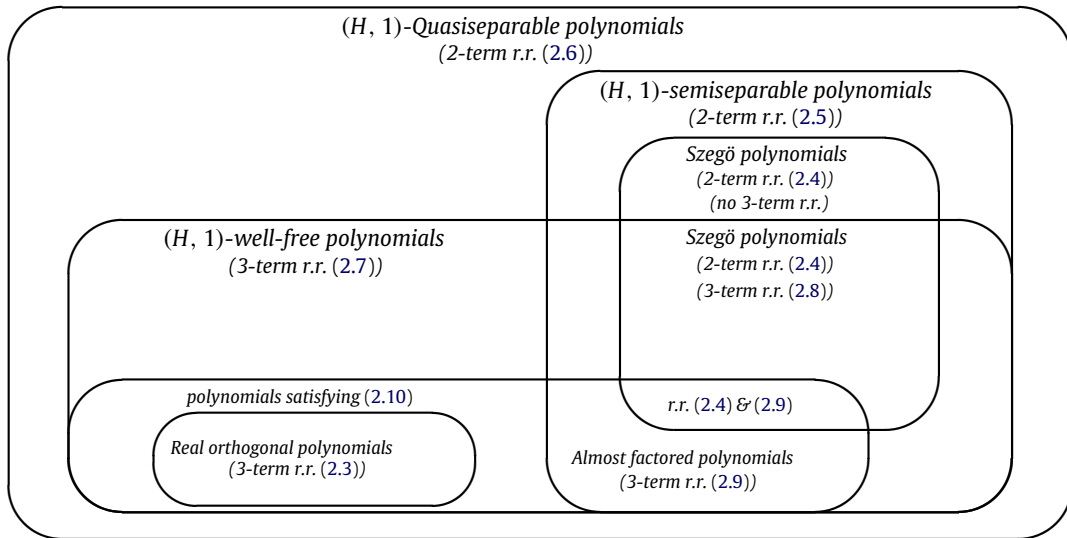 (H, 1)-Quasiseparable polynomials
(2-term r.r. (2.6))
(H, 1)-semiseparable polynomials
(2-term r.r. (2.5))
Szegö polynomials
(2-term r.r. (2.4))
(no 3-term r.r.)
(H, 1)-well-free polynomials
(3-term r.r. (2.7))
Szegö polynomials
(2-term r.r. (2.4))
(3-term r.r. (2.8))
polynomials satisfying (2.10)
r.r. (2.4) & (2.9)
Real orthogonal polynomials
(3-term r.r. (2.3))
Almost factored polynomials
(3-term r.r. (2.9))